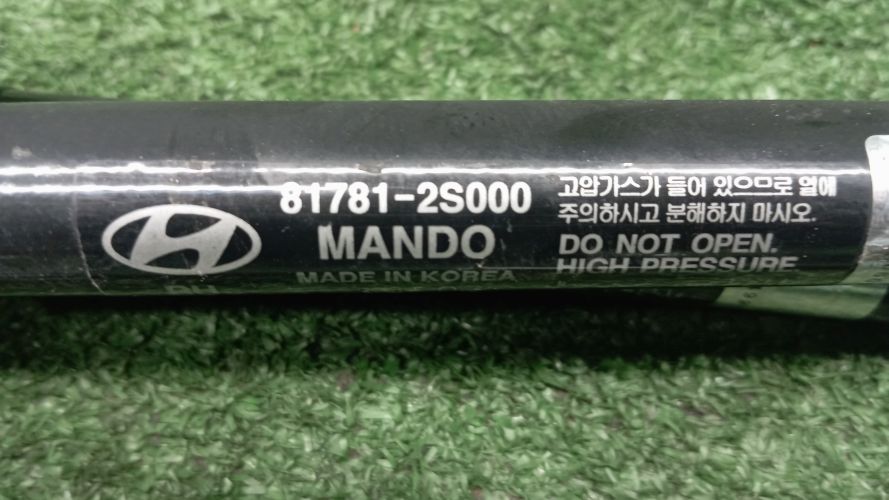 81781-2S000
MANDO
MADE IN KOREA
고압가스가 들어 있으므로 열에
주의하시고 분해하지 마시오.
DO NOT OPEN.
HIGH PRESSURE